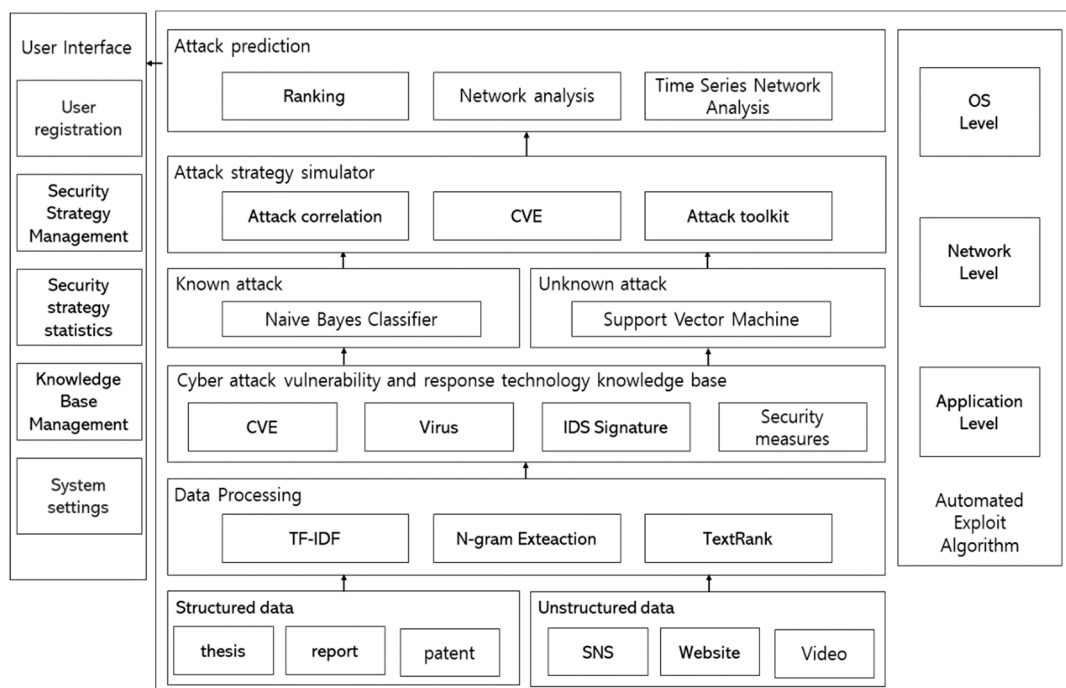 User Interface
User
registration
Security
Strategy
Management
Security
strategy
statistics
Knowledge
Base
Management
System
settings
Attack prediction
Ranking
Network analysis
Time Series Network
Analysis
Attack strategy simulator
Attack correlation
CVE
Attack toolkit
Known attack
Naive Bayes Classifier
Unknown attack
Support Vector Machine
Cyber attack vulnerability and response technology knowledge base
CVE
Virus
IDS Signature
Security
measures
Data Processing
TF-IDF
N-gram Exteaction
TextRank
Structured data
thesis
report
patent
Unstructured data
SNS
Website
Video
OS
Level
Network
Level
Application
Level
Automated
Exploit
Algorithm